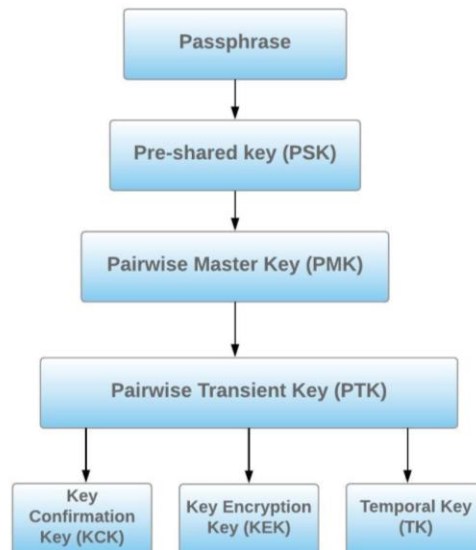 Passphrase
Pre-shared key (PSK)
Pairwise Master Key (PMK)
Pairwise Transient Key (PTK)
Key
Confirmation
Key (KCK)
Key Encryption
Key (KEK)
Temporal Key
(TK)